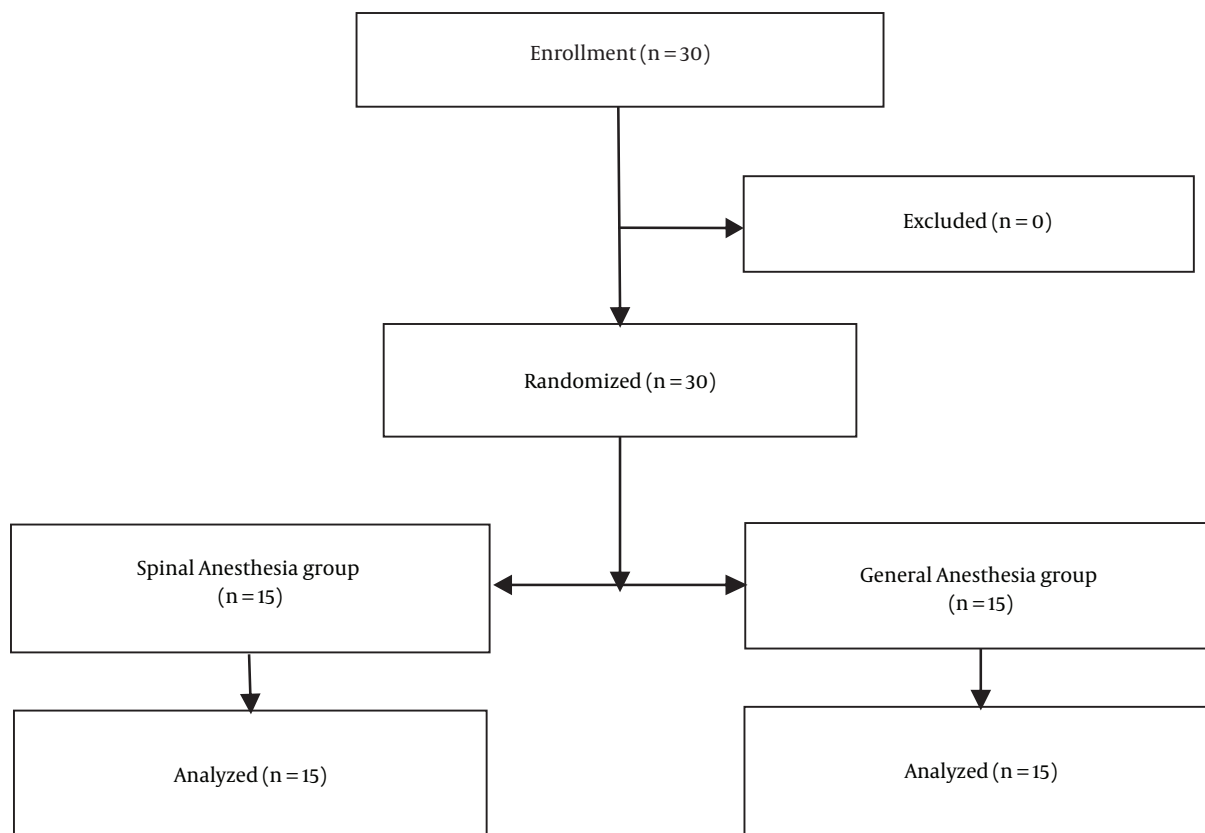 Enrollment (n = 30)
Excluded (n = 0)
Randomized (n = 30)
Spinal Anesthesia group
(n = 15)
General Anesthesia group
(n = 15)
Analyzed (n = 15)
Analyzed (n = 15)